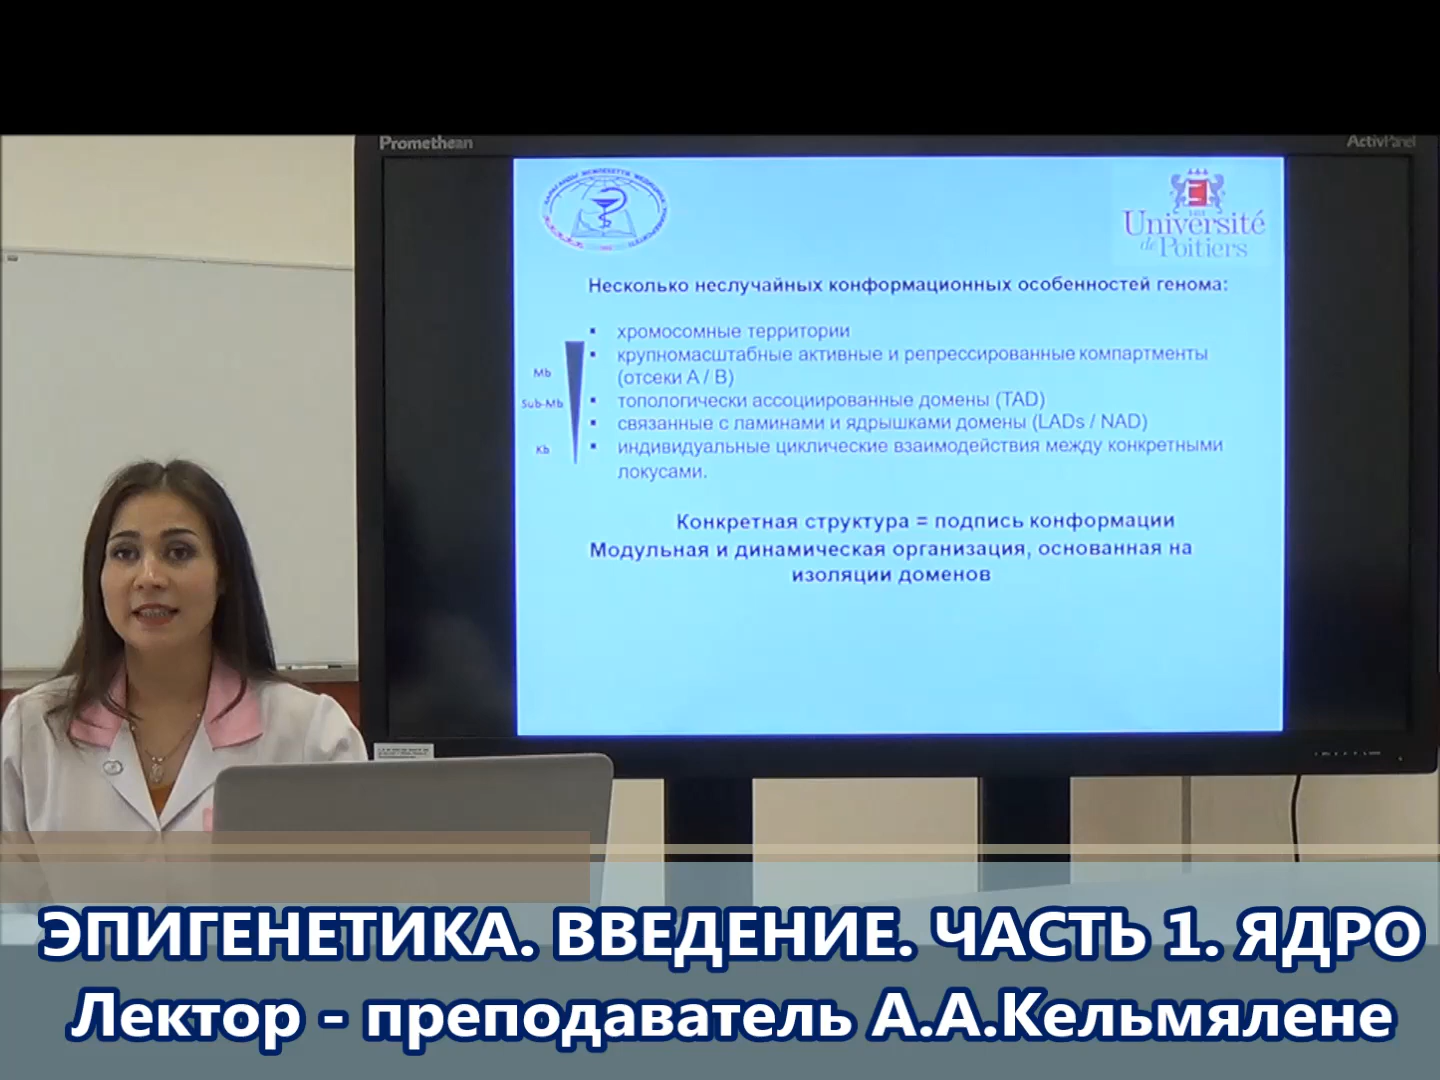 Promethean
ActivPanel
Université
de Poitiers
Несколько неслучайных конформационных особенностей генома:
▪ хромосомные территории
▪ крупномасштабные активные и репрессированные компартменты
(отсеки А / В)
▪ топологически ассоциированные домены (TAD)
▪ связанные с ламинами и ядрышками домены (LADs / NAD)
▪ индивидуальные циклические взаимодействия между конкретными
локусами.
Mb
Sub-Mb
Kb
Конкретная структура = подпись конформации
Модульная и динамическая организация, основанная на
изоляции доменов
ЭПИГЕНЕТИКА. ВВЕДЕНИЕ. ЧАСТЬ 1. ЯДРО
Лектор - преподаватель А.А.Кельмялене